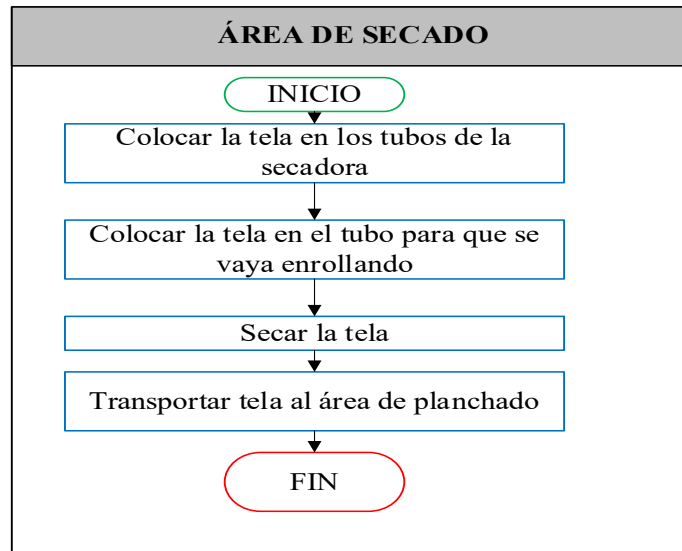 ÁREA DE SECADO
INICIO
Colocar la tela en los tubos de la
secadora
Colocar la tela en el tubo para que se
vaya enrollando
Secar la tela
Transportar tela al área de planchado
FIN